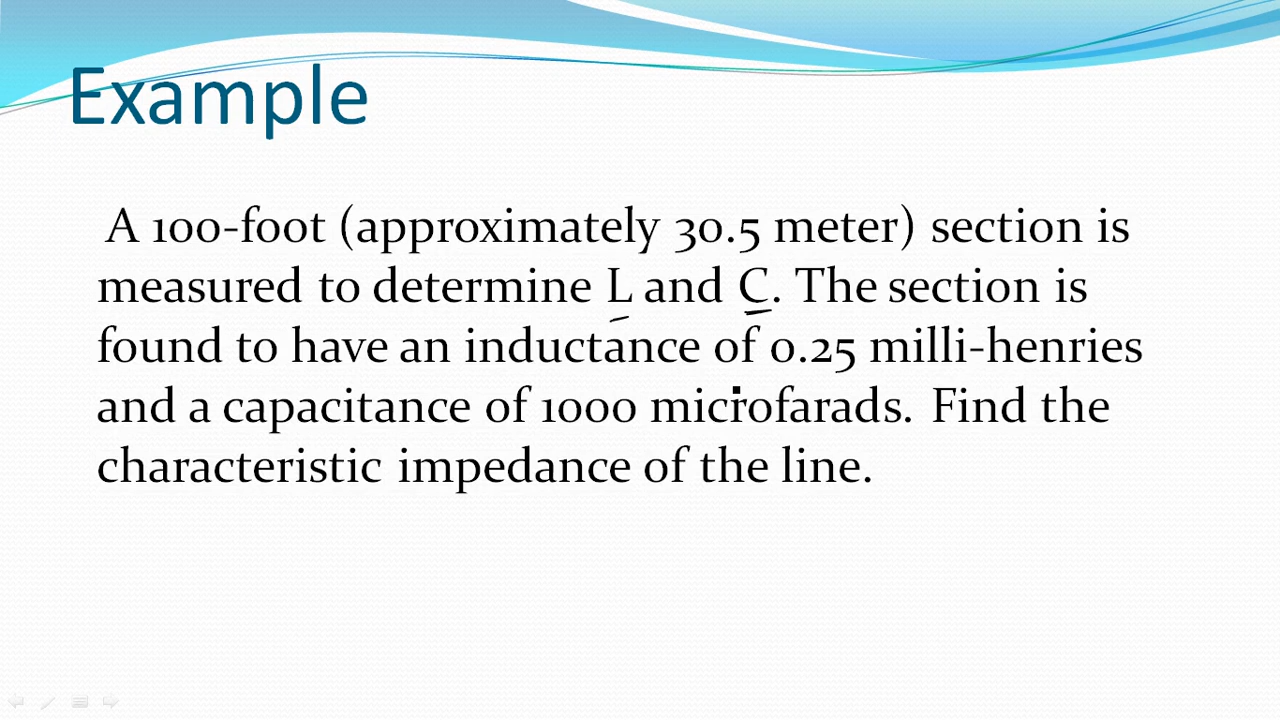 Example
A 100-foot (approximately 30.5 meter) section is
measured to determine L and C. The section is
found to have an inductance of 0.25 milli-henries
and a capacitance of 1000 microfarads. Find the
characteristic impedance of the line.